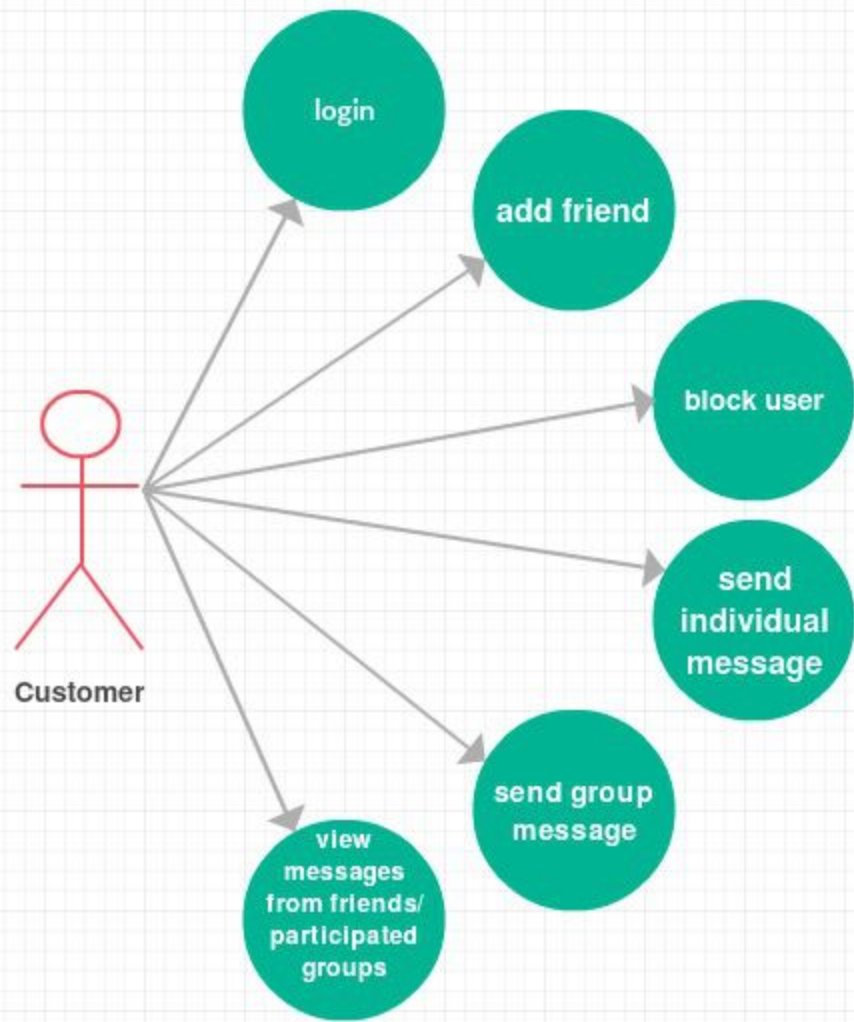 login
add friend
block user
send
individual
message
Customer
send group
message
view
messages
from friends/
participated
groups